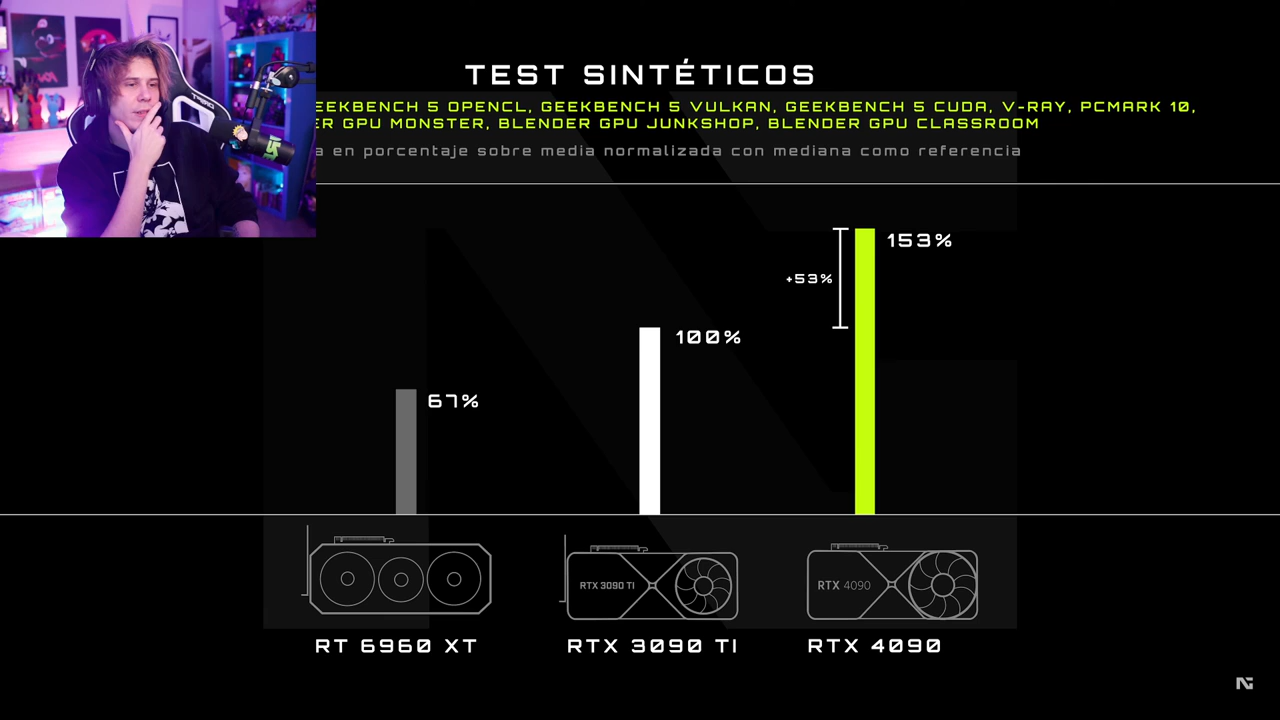 TEST SINTÉTICOS
EEKBENCH 5 OPENCL, GEEKBENCH 5 VULKAN, GEEKBENCH 5 CUDA, V-RAY, PCMARK 10,
ER GPU MONSTER, BLENDER GPU JUNKSHOP, BLENDER GPU CLASSROOM
a en porcentaje sobre media normalizada con mediana como referencia
153%
+53%
100%
67%
RTX 3090 TI
RTX 4090
RT 6960 XT
RTX 3090 TI
RTX 4090